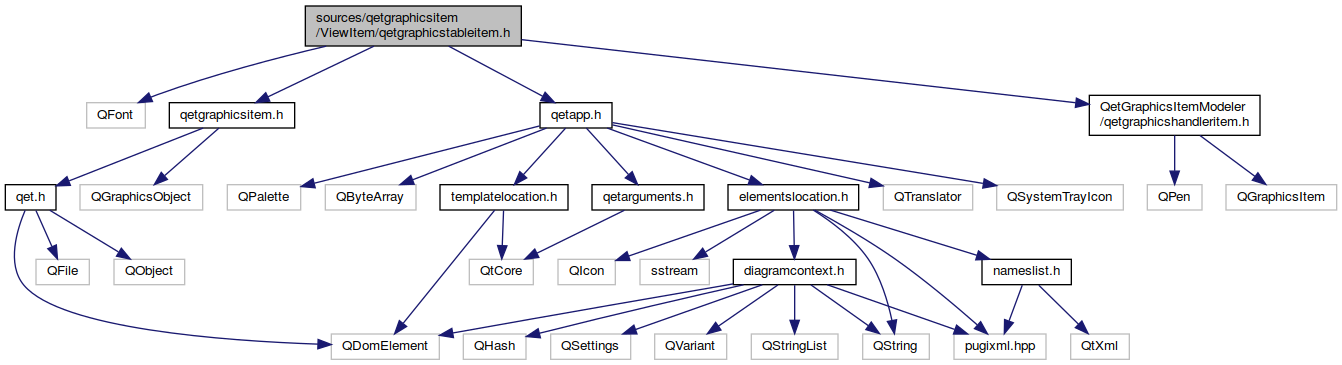 sources/qetgraphicsitem
/ViewItem/qetgraphicstableitem.h
QFont
qetgraphicsitem.h
qetapp.h
QetGraphicsItemModeler
/qetgraphicshandleritem.h
qet.h
QGraphicsObject
QPalette
QByteArray
templatelocation.h
qetarguments.h
elementslocation.h
QTranslator
QSystemTrayIcon
QPen
QGraphicsItem
QFile
QObject
QtCore
QIcon
sstream
diagramcontext.h
nameslist.h
QDomElement
QHash
QSettings
QVariant
QStringList
QString
pugixml.hpp
QtXml